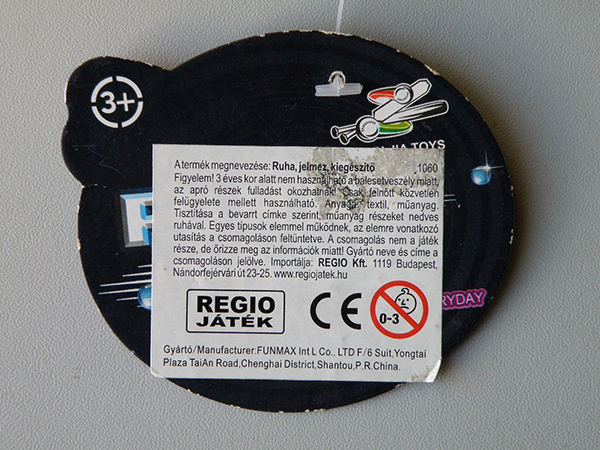 3+
JIA TOYS
A termék megnevezése: Ruha, jelmez, kiegészítő 1060
Figyelem! 3 éves kor alatt nem használható a balesetveszély miatt,
az apró részek fulladást okozhatnak! Csak felnőtt közvetlen
felügyelete mellett használható. Anyaga: textil, műanyag.
Tisztítása a bevarrt címke szerint, műanyag részeket nedves
ruhával. Egyes típusok elemmel működnek, az elemre vonatkozó
utasítás a csomagoláson feltüntetve. A csomagolás nem a játék
része, de őrizze meg az információk miatt! Gyártó neve és címe a
csomagoláson jelölve. Importálja: REGIO Kft. 1119 Budapest,
Nándorfejérvári út 23-25. www.regiojatek.hu
REGIO
JÁTÉK
CE
0-3
RYDAY
Gyártó/Manufacturer:FUNMAX Int L Co., LTD F/6 Suit,Yongtai
Plaza TaiAn Road,Chenghai District,Shantou,P.R.China.